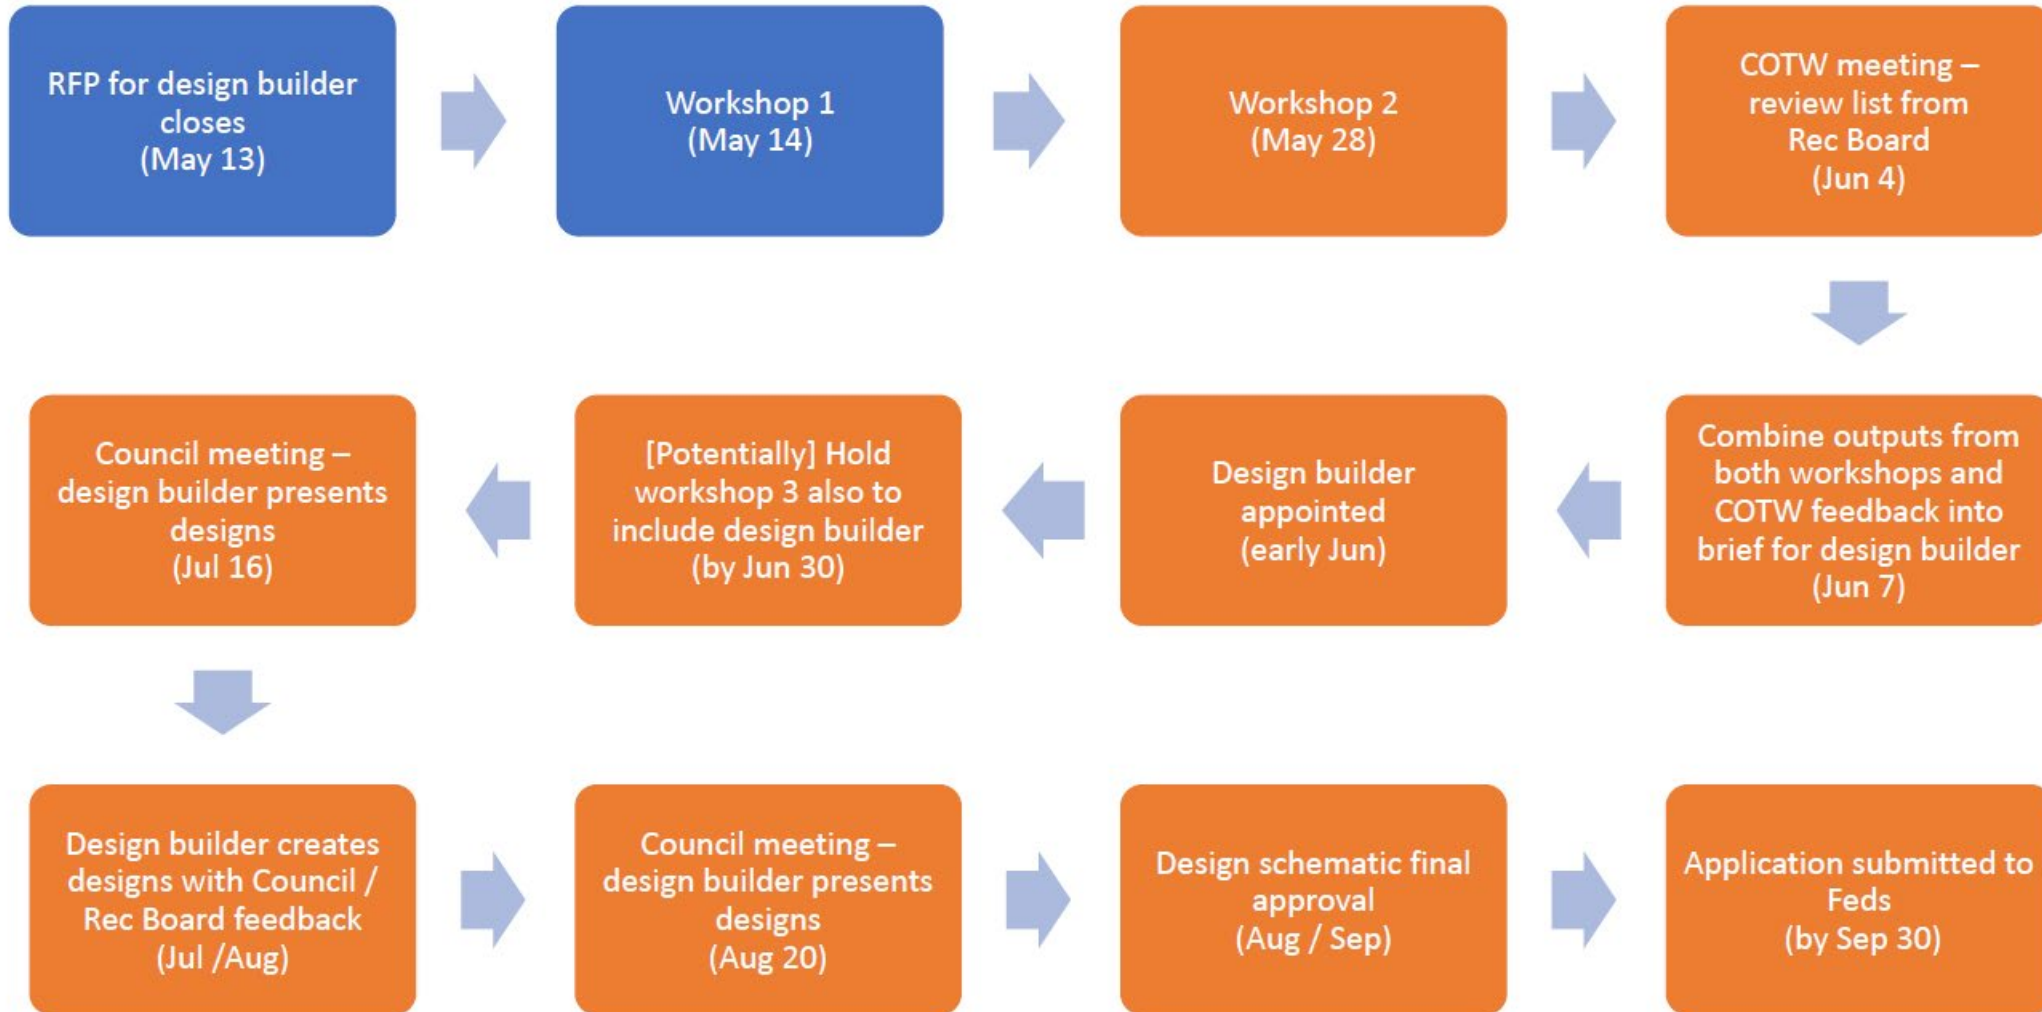 RFP for design builder
closes
(May 13)
Workshop 1
(May 14)
Workshop 2
(May 28)
COTW meeting –
review list from
Rec Board
(Jun 4)
Combine outputs from
both workshops and
COTW feedback into
brief for design builder
(Jun 7)
Design builder
appointed
(early Jun)
[Potentially] Hold
workshop 3 also to
include design builder
(by Jun 30)
Council meeting –
design builder presents
designs
(Jul 16)
Design builder creates
designs with Council /
Rec Board feedback
(Jul /Aug)
Council meeting –
design builder presents
designs
(Aug 20)
Design schematic final
approval
(Aug / Sep)
Application submitted to
Feds
(by Sep 30)